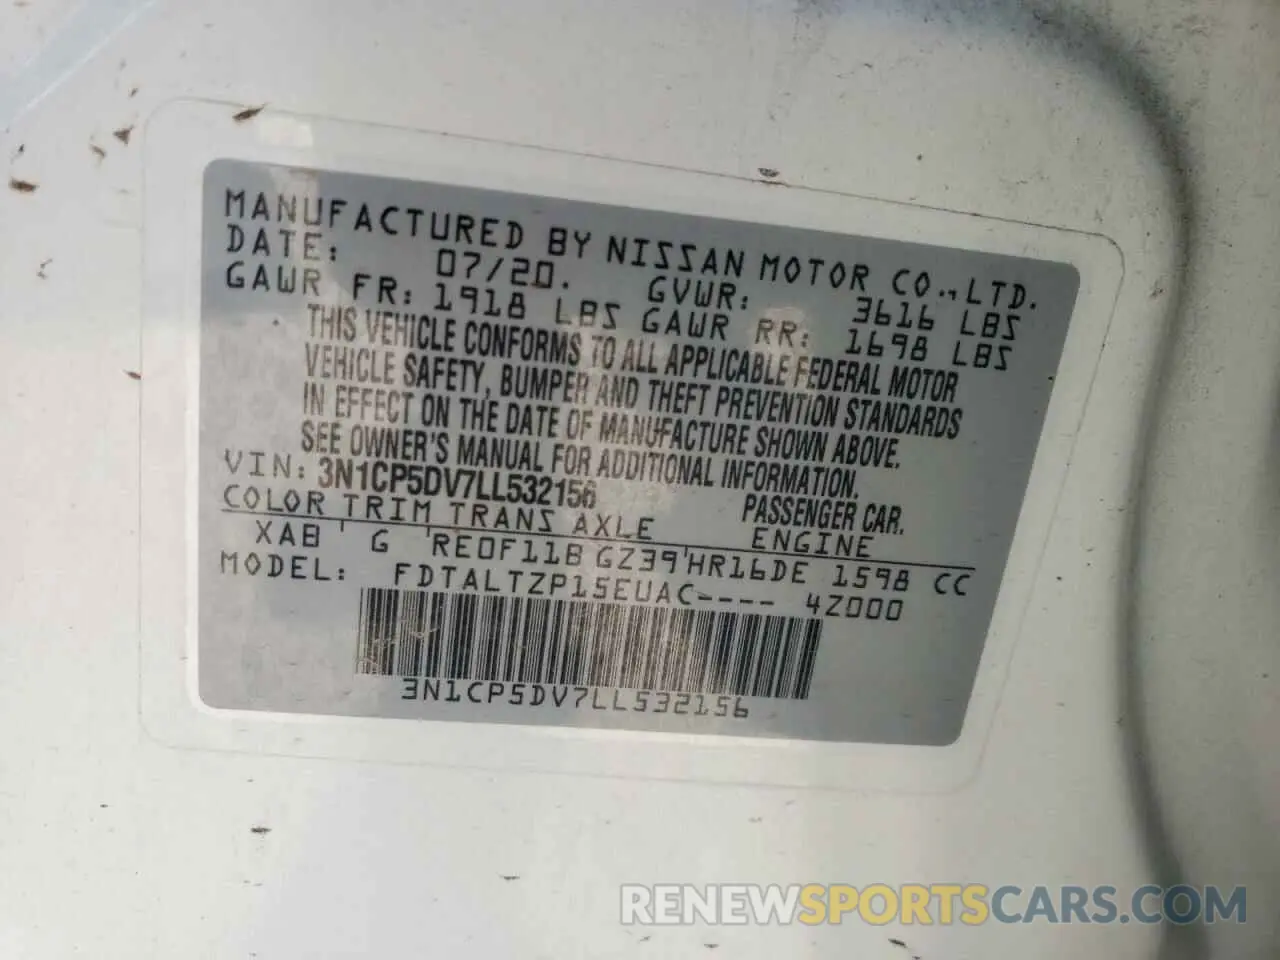 MANUFACTURED BY NISSAN MOTOR CO.,LTD.
DATE: 07/20. GVWR: 3616 LBS
GAWR FR: 1918 LBS GAWR RR: 1698 LBS
THIS VEHICLE CONFORMS TO ALL APPLICABLE FEDERAL MOTOR
VEHICLE SAFETY, BUMPER AND THEFT PREVENTION STANDARDS
IN EFFECT ON THE DATE OF MANUFACTURE SHOWN ABOVE.
SEE OWNER'S MANUAL FOR ADDITIONAL INFORMATION.
VIN: 3N1CP5DV7LL532156 PASSENGER CAR.
COLOR TRIM TRANS AXLE ENGINE
XAB G RE0F11B GZ39 HR16DE 1598 CC
MODEL: FDTALTZP15EUAC---- 4Z000
3N1CP5DV7LL532156
RENEWSPORTSCARS.COM